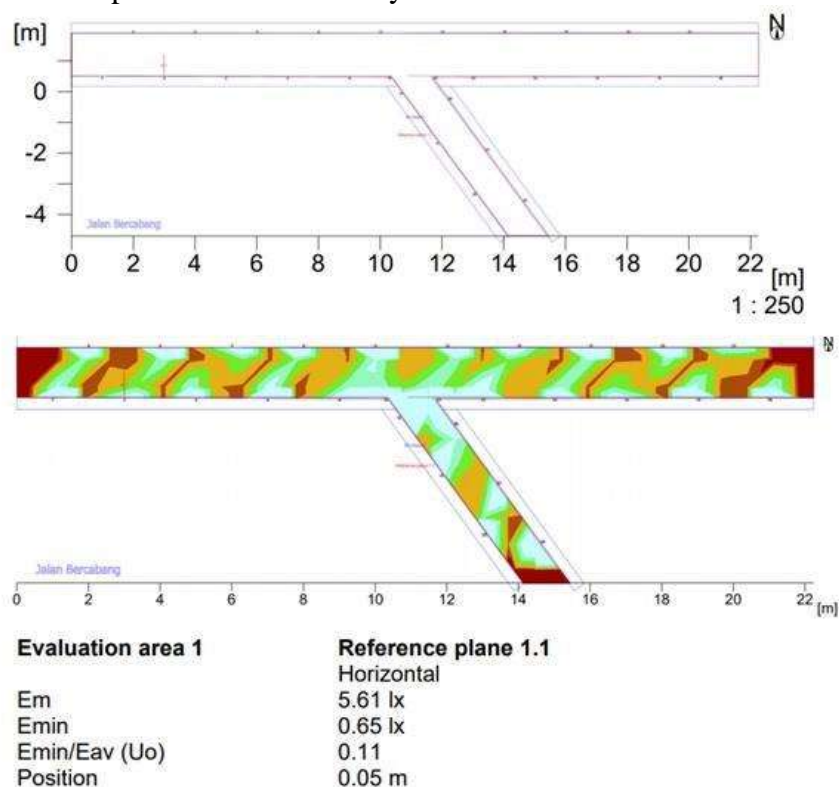 [m]
N
0
-2
-4
Jalan Bercabang
0 2 4 6 8 10 12 14 16 18 20 22
[m]
1 : 250
N
Jalan Bercabang
0 2 4 6 8 10 12 14 16 18 20 22
[m]
Evaluation area 1 Reference plane 1.1
Horizontal
Em 5.61 lx
Emin 0.65 lx
Emin/Eav (Uo) 0.11
Position 0.05 m